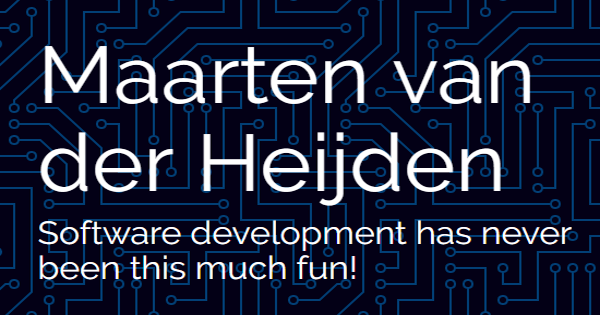 Maarten van
der Heijden
Software development has never
been this much fun!